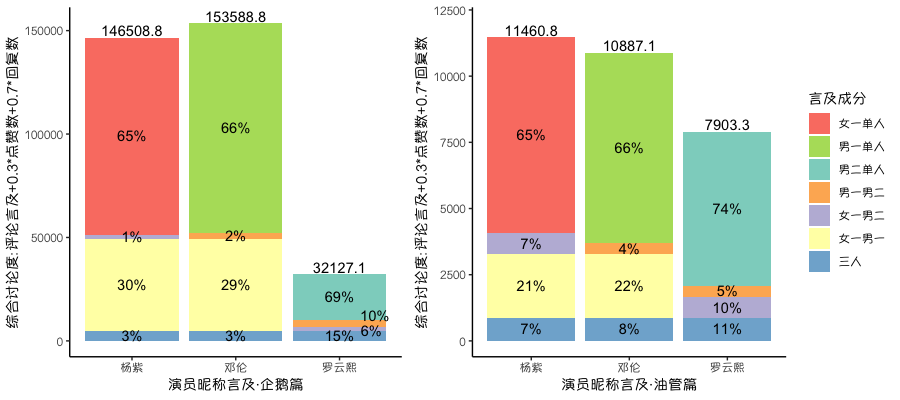 综合讨论度:评论言及+0.3*点赞数+0.7*回复数
150000
100000
50000
0
146508.8
153588.8
32127.1
65%
1%
30%
3%
66%
2%
29%
3%
69%
10%
6%
15%
杨紫
邓伦
罗云熙
演员昵称言及·企鹅篇
综合讨论度:评论言及+0.3*点赞数+0.7*回复数
12500
10000
7500
5000
2500
0
11460.8
10887.1
7903.3
65%
7%
21%
7%
66%
4%
22%
8%
74%
5%
10%
11%
杨紫
邓伦
罗云熙
演员昵称言及·油管篇
言及成分
女一单人
男一单人
男二单人
男一男二
女一男二
女一男一
三人